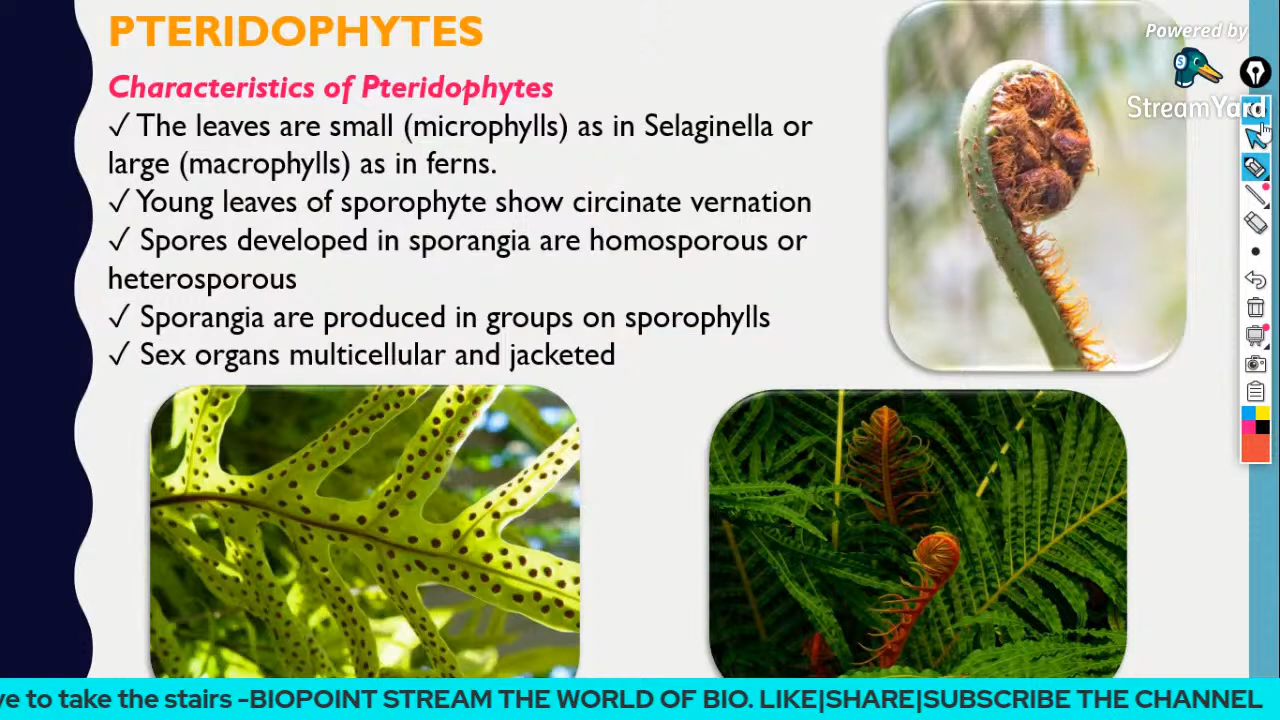 PTERIDOPHYTES
Powered by
StreamYard
Characteristics of Pteridophytes
✓ The leaves are small (microphylls) as in Selaginella or
large (macrophylls) as in ferns.
✓ Young leaves of sporophyte show circinate vernation
✓ Spores developed in sporangia are homosporous or
heterosporous
✓ Sporangia are produced in groups on sporophylls
✓ Sex organs multicellular and jacketed
ve to take the stairs -BIOPOINT STREAM THE WORLD OF BIO. LIKE|SHARE|SUBSCRIBE THE CHANNEL